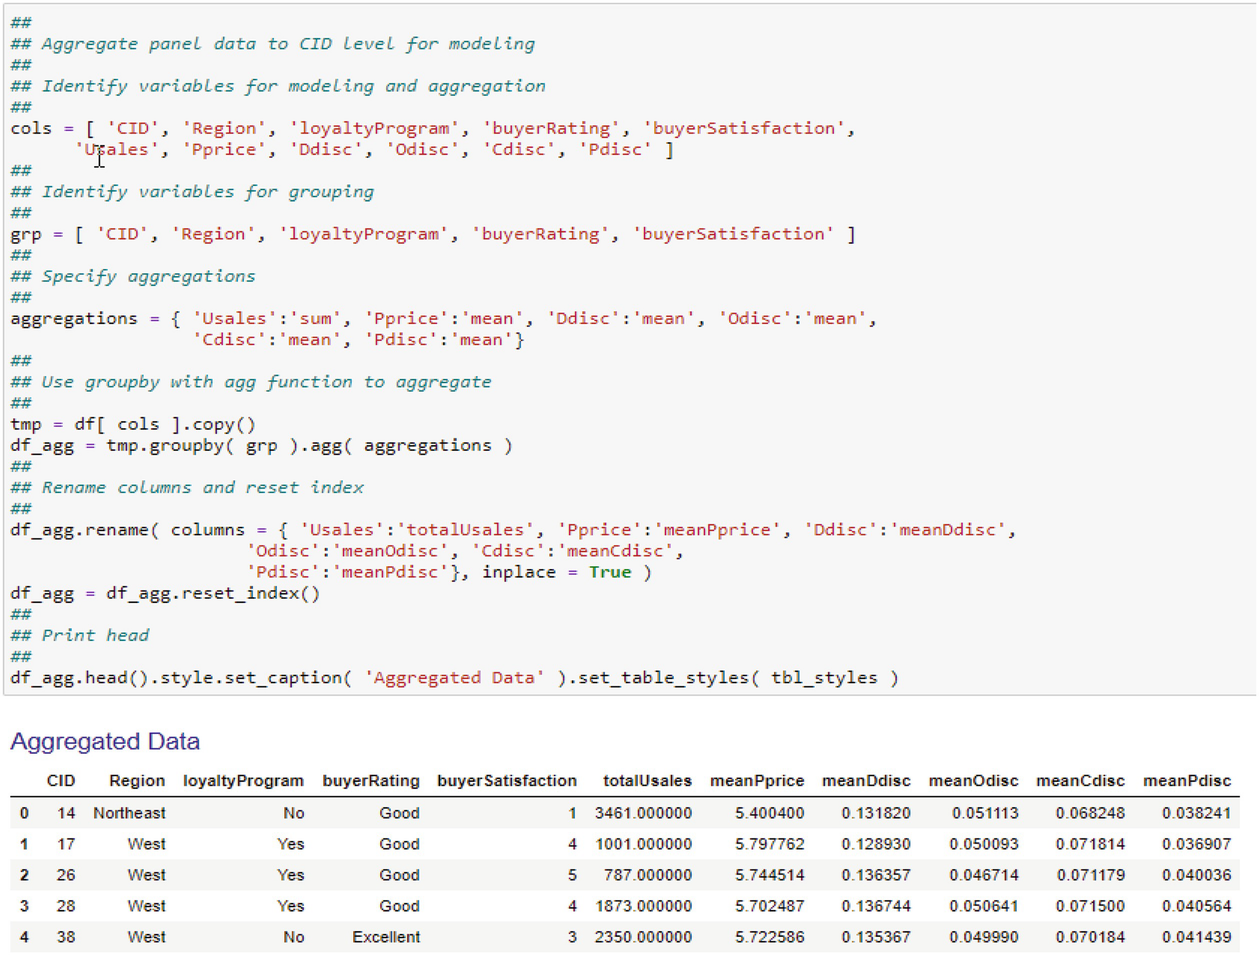 ##
## Aggregate panel data to CID level for modeling
##
## Identify variables for modeling and aggregation
##
cols = [ 'CID', 'Region', 'loyaltyProgram', 'buyerRating', 'buyerSatisfaction',
'Usales', 'Pprice', 'Ddisc', 'Odisc', 'Cdisc', 'Pdisc' ]
##
## Identify variables for grouping
##
grp = [ 'CID', 'Region', 'loyaltyProgram', 'buyerRating', 'buyerSatisfaction' ]
##
## Specify aggregations
##
aggregations = { 'Usales':'sum', 'Pprice':'mean', 'Ddisc':'mean', 'Odisc':'mean',
'Cdisc':'mean', 'Pdisc':'mean'}
##
## Use groupby with agg function to aggregate
##
tmp = df[ cols ].copy()
df_agg = tmp.groupby( grp ).agg( aggregations )
##
## Rename columns and reset index
##
df_agg.rename( columns = { 'Usales':'totalUsales', 'Pprice':'meanPprice', 'Ddisc':'meanDdisc',
'Odisc':'meanOdisc', 'Cdisc':'meanCdisc',
'Pdisc':'meanPdisc'}, inplace = True )
df_agg = df_agg.reset_index()
##
## Print head
##
df_agg.head().style.set_caption( 'Aggregated Data' ).set_table_styles( tbl_styles )
Aggregated Data
CID Region loyaltyProgram buyerRating buyerSatisfaction totalUsales meanPprice meanDdisc meanOdisc meanCdisc meanPdisc
0 14 Northeast No Good 1 3461.000000 5.400400 0.131820 0.051113 0.068248 0.038241
1 17 West Yes Good 4 1001.000000 5.797762 0.128930 0.050093 0.071814 0.036907
2 26 West Yes Good 5 787.000000 5.744514 0.136357 0.046714 0.071179 0.040036
3 28 West Yes Good 4 1873.000000 5.702487 0.136744 0.050641 0.071500 0.040564
4 38 West No Excellent 3 2350.000000 5.722586 0.135367 0.049990 0.070184 0.041439